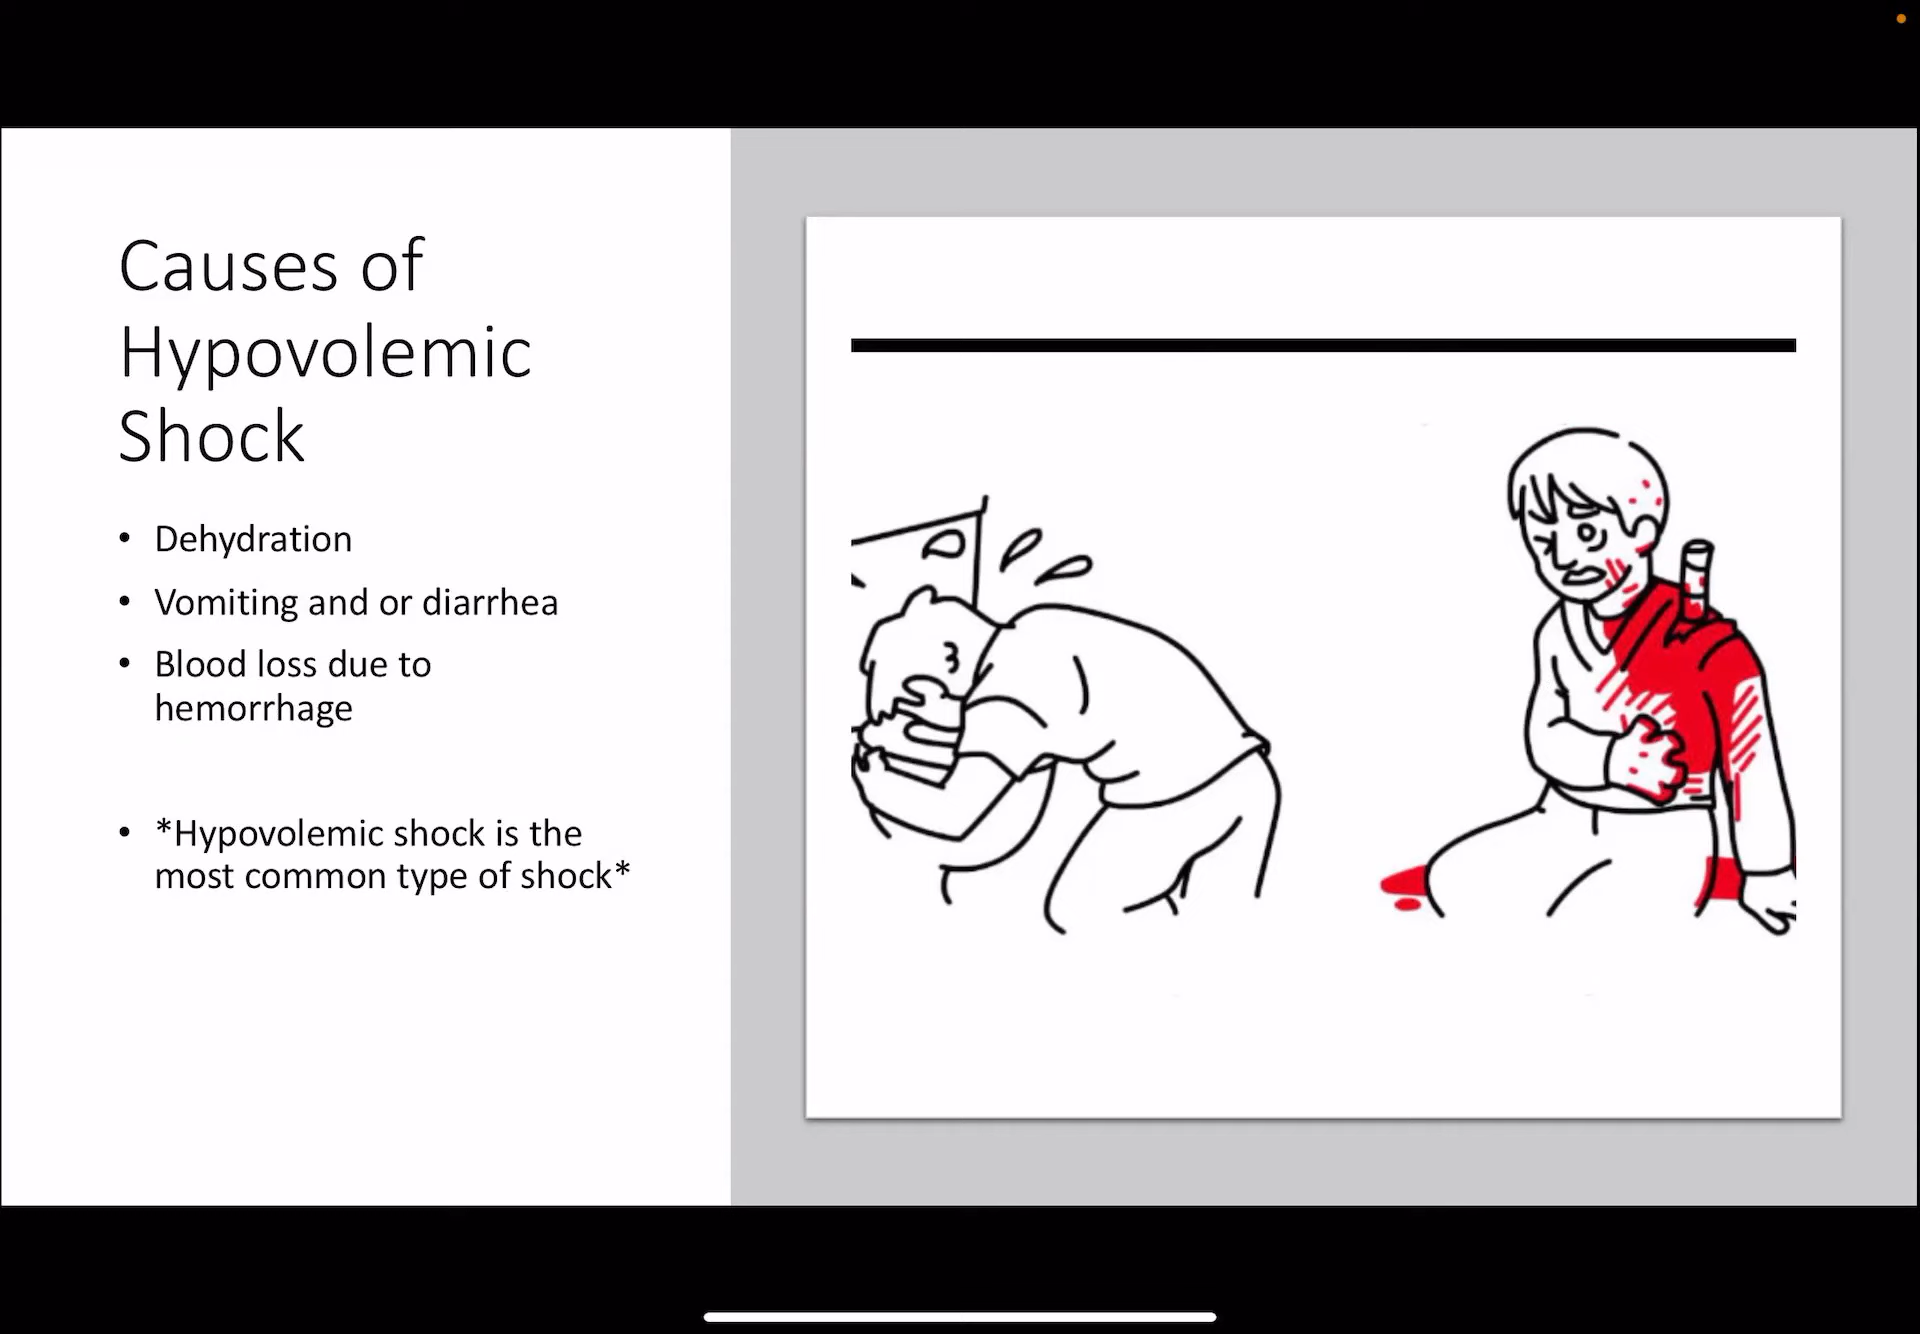 Causes of
Hypovolemic
Shock
• Dehydration
• Vomiting and or diarrhea
• Blood loss due to
hemorrhage
• *Hypovolemic shock is the
most common type of shock*